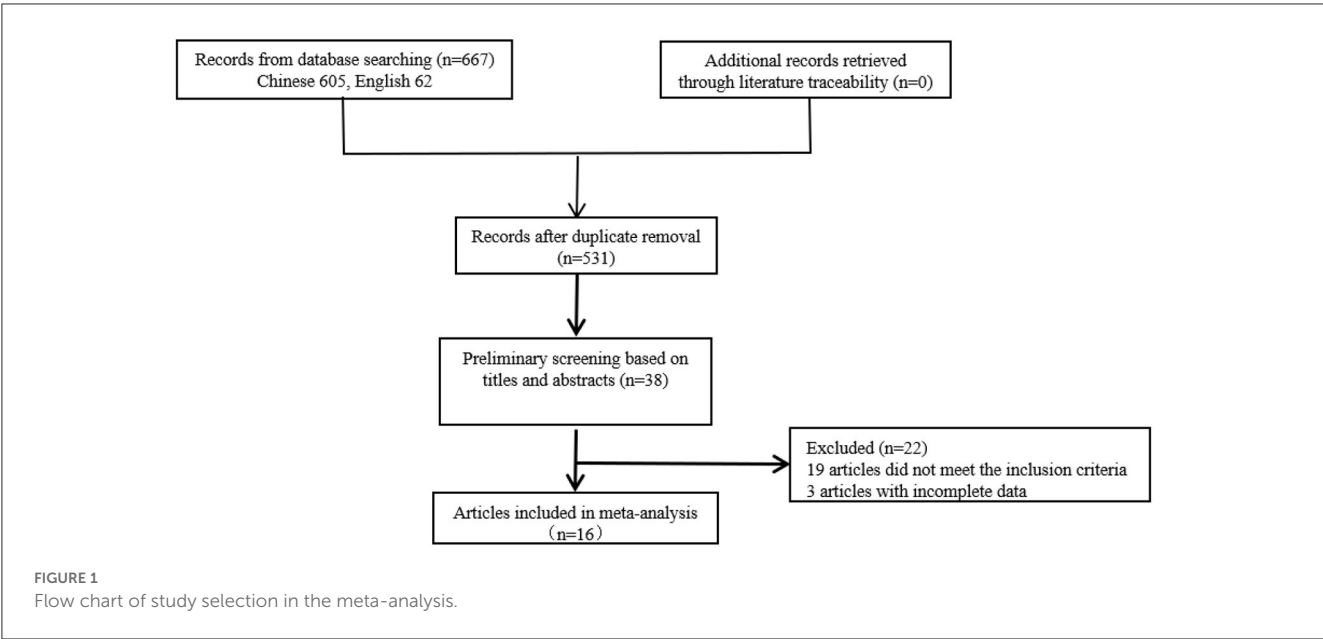 Records from database searching (n=667)
Chinese 605, English 62
Additional records retrieved
through literature traceability (n=0)
Records after duplicate removal
(n=531)
Preliminary screening based on
titles and abstracts (n=38)
Excluded (n=22)
19 articles did not meet the inclusion criteria
3 articles with incomplete data
Articles included in meta-analysis
（n=16）
FIGURE 1
Flow chart of study selection in the meta-analysis.